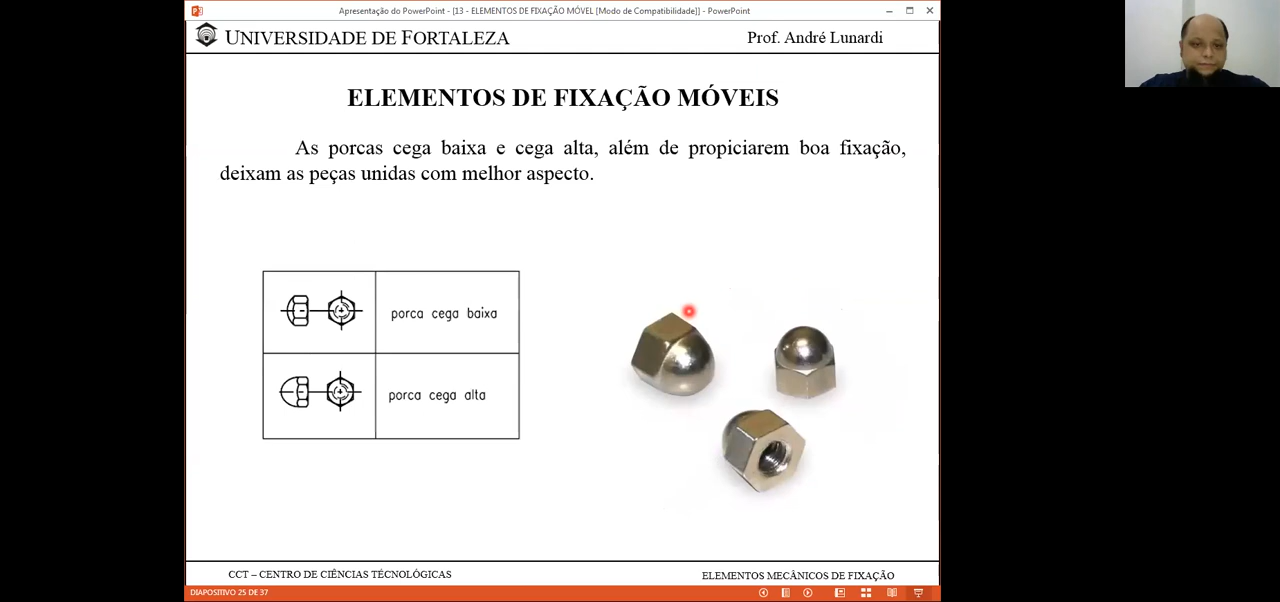 Apresentação do PowerPoint - [13 - ELEMENTOS DE FIXAÇÃO MÓVEL [Modo de Compatibilidade]] - PowerPoint
UNIVERSIDADE DE FORTALEZA
Prof. André Lunardi
ELEMENTOS DE FIXAÇÃO MÓVEIS
As porcas cega baixa e cega alta, além de propiciarem boa fixação,
deixam as peças unidas com melhor aspecto.
porca cega baixa
porca cega alta
CCT – CENTRO DE CIÊNCIAS TÉCNOLÓGICAS
ELEMENTOS MECÂNICOS DE FIXAÇÃO
DIAPOSITIVO 25 DE 37